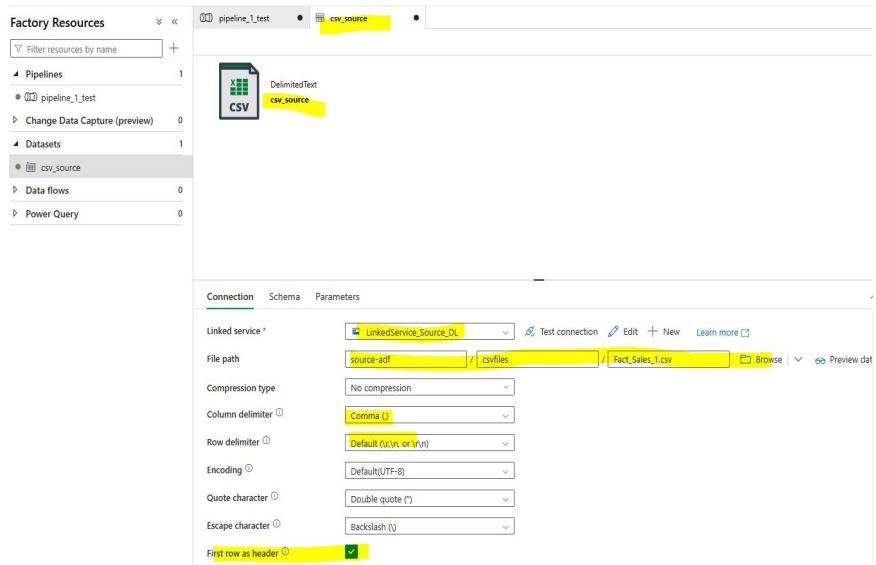 Factory Resources
Filter resources by name
Pipelines 1
pipeline_1_test
Change Data Capture (preview) 0
Datasets 1
csv_source
Data flows 0
Power Query 0
pipeline_1_test
csv_source
CSV
DelimitedText
csv_source
Connection Schema Parameters
Linked service * LinkedService_Source_DL Test connection Edit New Learn more
File path source-adf / csvfiles / Fact_Sales_1.csv Browse Preview dat
Compression type No compression
Column delimiter Comma (,)
Row delimiter Default (\r,\n, or \r\n)
Encoding Default(UTF-8)
Quote character Double quote (")
Escape character Backslash (\)
First row as header